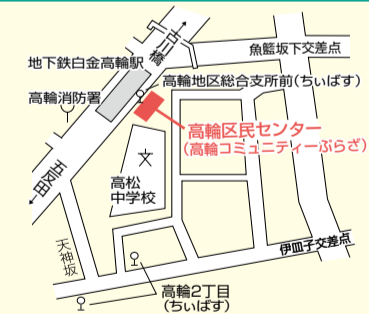 古川橋
魚籃坂下交差点
地下鉄白金高輪駅
高輪地区総合支所前(ちぃばす)
高輪消防署
高輪区民センター
(高輪コミュニティーぷらざ)
五反田
文
高松
中学校
天神坂
伊皿子交差点
高輪2丁目
(ちぃばす)